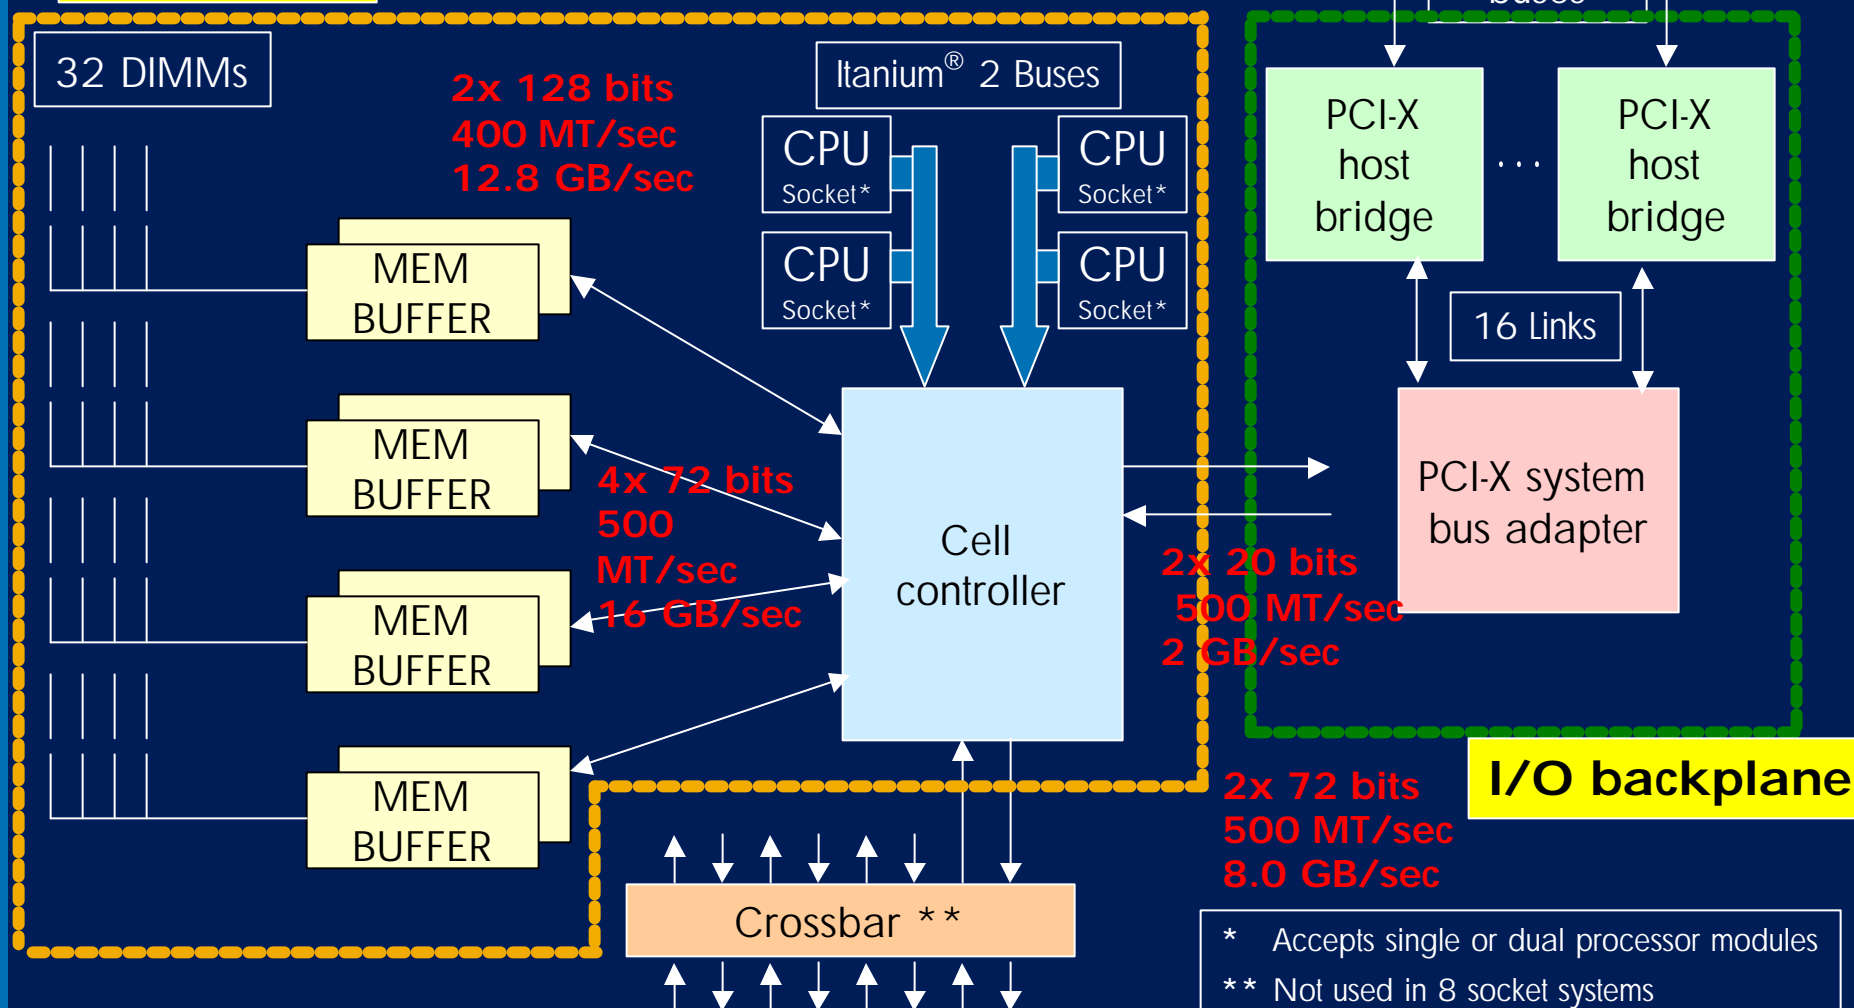 buses
32 DIMMs
Itanium® 2 Buses
2x 128 bits
400 MT/sec
12.8 GB/sec
CPU
Socket*
CPU
Socket*
CPU
Socket*
CPU
Socket*
PCI-X
host
bridge
...
PCI-X
host
bridge
16 Links
MEM
BUFFER
MEM
BUFFER
MEM
BUFFER
MEM
BUFFER
4x 72 bits
500
MT/sec
16 GB/sec
Cell
controller
PCI-X system
bus adapter
2x 20 bits
500 MT/sec
2 GB/sec
I/O backplane
2x 72 bits
500 MT/sec
8.0 GB/sec
Crossbar **
* Accepts single or dual processor modules
** Not used in 8 socket systems